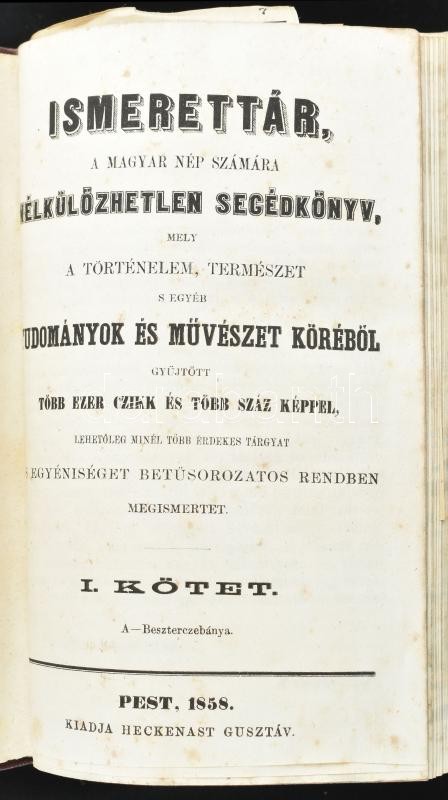 7
ISMERETTÁR,
A MAGYAR NÉP SZÁMÁRA
NÉLKÜLÖZHETLEN SEGÉDKÖNYV,
MELY
A TÖRTÉNELEM, TERMÉSZET
S EGYÉB
TUDOMÁNYOK ÉS MŰVÉSZET KÖRÉBŐL
GYŰJTÖTT
TÖBB EZER CZIKK ÉS TÖBB SZÁZ KÉPPEL,
LEHETŐLEG MINÉL TÖBB ÉRDEKES TÁRGYAT
S EGYÉNISÉGET BETŰSOROZATOS RENDBEN
MEGISMERTET.
I. KÖTET.
A—Beszterczebánya.
PEST, 1858.
KIADJA HECKENAST GUSZTÁV.